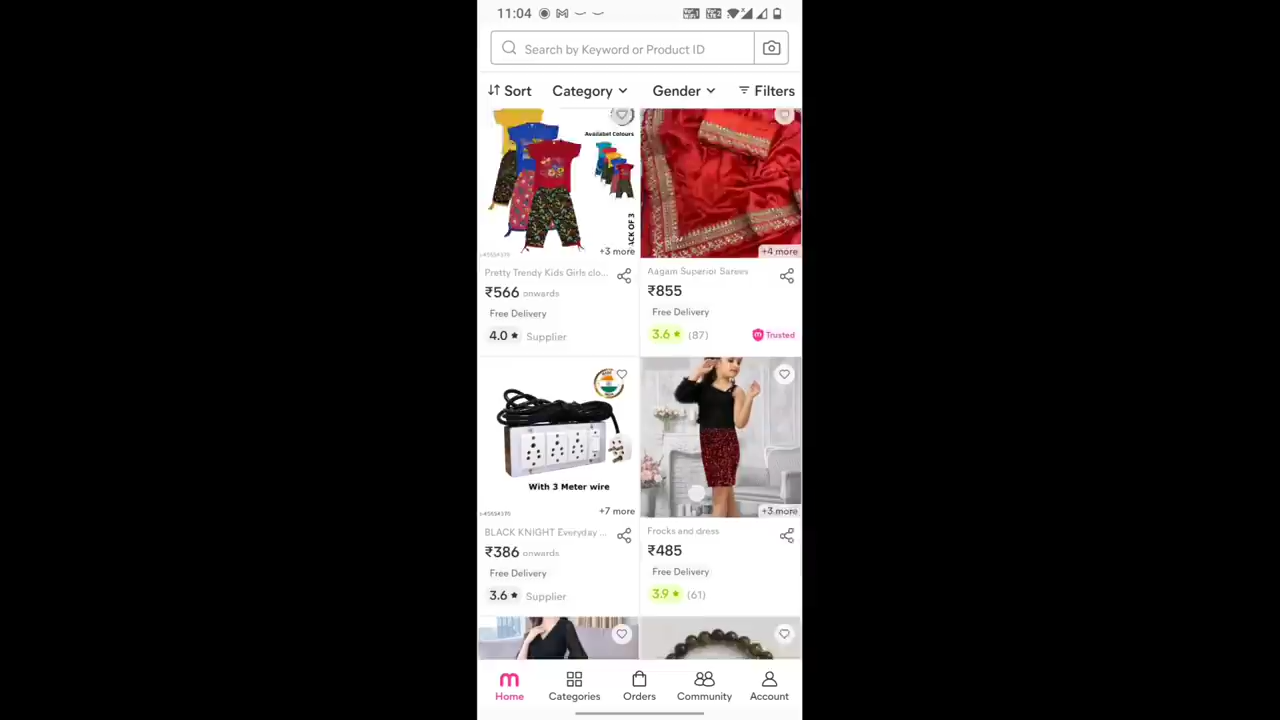 11:04
Search by Keyword or Product ID
Sort
Category
Gender
Filters
Availabel Colours
ACK OF 3
+3 more
+4 more
Pretty Trendy Kids Girls clo...
Aagam Superior Sarees
₹566 onwards
₹855
Free Delivery
Free Delivery
4.0 ★ Supplier
3.6 ★ (87)
m Trusted
With 3 Meter wire
+7 more
+3 more
BLACK KNIGHT Everyday ...
Frocks and dress
₹386 onwards
₹485
Free Delivery
Free Delivery
3.6 ★ Supplier
3.9 ★ (61)
m
Home
Categories
Orders
Community
Account